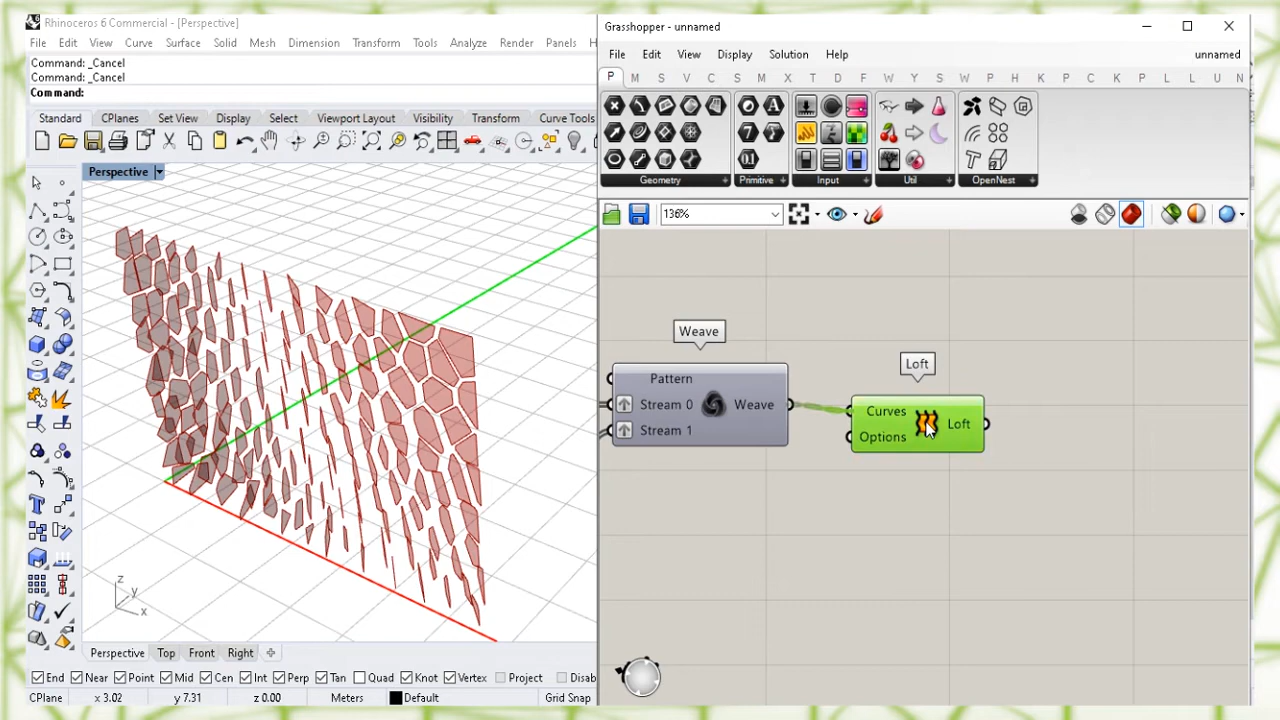 Rhinoceros 6 Commercial - [Perspective]
File Edit View Curve Surface Solid Mesh Dimension Transform Tools Analyze Render Panels H
Command: _Cancel
Command: _Cancel
Command:
Standard CPlanes Set View Display Select Viewport Layout Visibility Transform Curve Tools
Perspective
z
y
x
Perspective Top Front Right
End Near Point Mid Cen Int Perp Tan Quad Knot Vertex Project Disab
CPlane x 3.02 y 7.31 z 0.00 Meters Default Grid Snap
Grasshopper - unnamed
File Edit View Display Solution Help unnamed
P M S V C S M X T D F W Y S W P H K P C K P L L U N
Geometry Primitive Input Util OpenNest
136%
Weave
Pattern
Stream 0 Weave
Stream 1
Loft
Curves Loft
Options